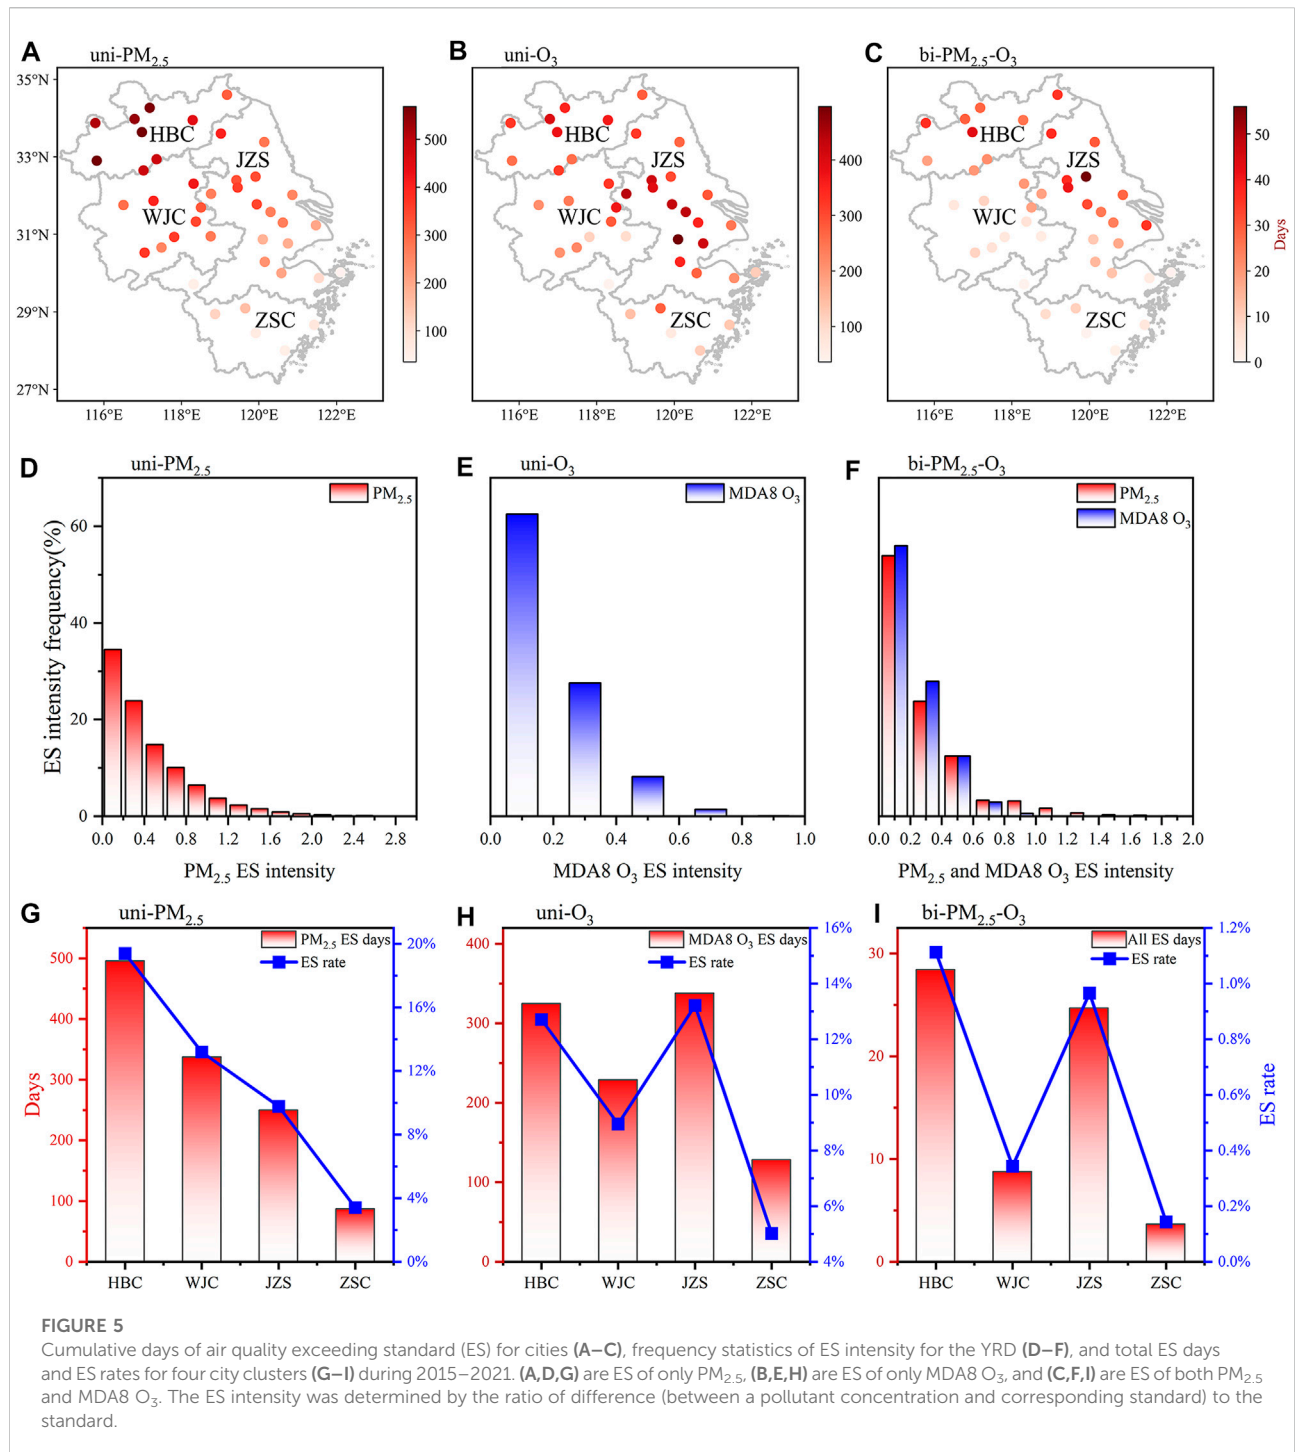 A uni-PM2.5
B uni-O3
C bi-PM2.5-O3
35°N
33°N
31°N
29°N
27°N
116°E 118°E 120°E 122°E
HBC
JZS
WJC
ZSC
500
400
300
200
100
116°E 118°E 120°E 122°E
HBC
JZS
WJC
ZSC
400
300
200
100
116°E 118°E 120°E 122°E
HBC
JZS
WJC
ZSC
50
40
30
20
10
0
Days
D uni-PM2.5
PM2.5
ES intensity frequency(%)
60
40
20
0
0.0 0.4 0.8 1.2 1.6 2.0 2.4 2.8
PM2.5 ES intensity
E uni-O3
MDA8 O3
0.0 0.2 0.4 0.6 0.8 1.0
MDA8 O3 ES intensity
F bi-PM2.5-O3
PM2.5
MDA8 O3
0.0 0.2 0.4 0.6 0.8 1.0 1.2 1.4 1.6 1.8 2.0
PM2.5 and MDA8 O3 ES intensity
G uni-PM2.5
PM2.5 ES days
ES rate
Days
500
400
300
200
100
0
20%
16%
12%
8%
4%
0%
HBC WJC JZS ZSC
H uni-O3
MDA8 O3 ES days
ES rate
400
300
200
100
0
16%
14%
12%
10%
8%
6%
4%
HBC WJC JZS ZSC
I bi-PM2.5-O3
All ES days
ES rate
30
20
10
0
1.2%
1.0%
0.8%
0.6%
0.4%
0.2%
0.0%
ES rate
HBC WJC JZS ZSC
FIGURE 5
Cumulative days of air quality exceeding standard (ES) for cities (A–C), frequency statistics of ES intensity for the YRD (D–F), and total ES days
and ES rates for four city clusters (G–I) during 2015–2021. (A,D,G) are ES of only PM2.5, (B,E,H) are ES of only MDA8 O3, and (C,F,I) are ES of both PM2.5
and MDA8 O3. The ES intensity was determined by the ratio of difference (between a pollutant concentration and corresponding standard) to the
standard.